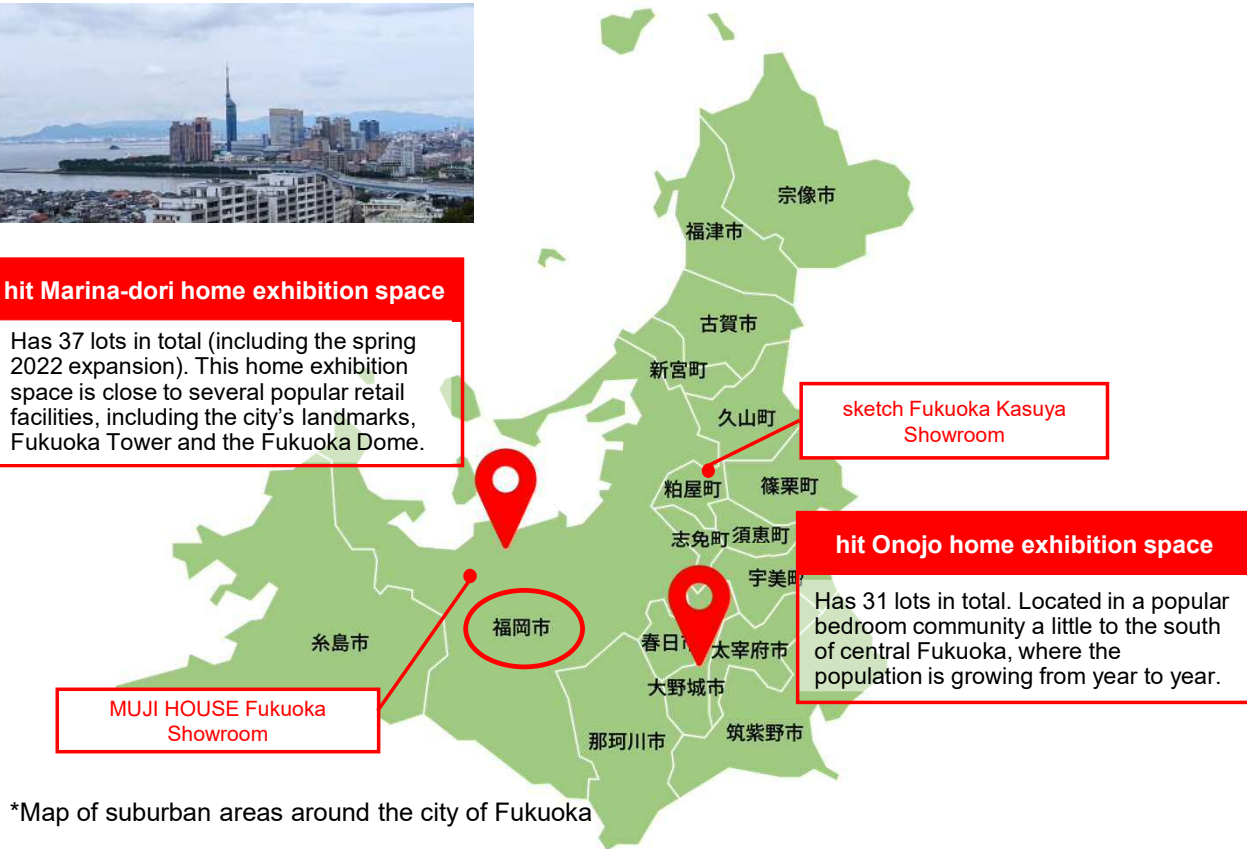 hit Marina-dori home exhibition space
Has 37 lots in total (including the spring
2022 expansion). This home exhibition
space is close to several popular retail
facilities, including the city’s landmarks,
Fukuoka Tower and the Fukuoka Dome.
宗像市
福津市
古賀市
新宮町
久山町
sketch Fukuoka Kasuya
Showroom
粕屋町
篠栗町
志免町
須恵町
宇美町
hit Onojo home exhibition space
Has 31 lots in total. Located in a popular
bedroom community a little to the south
of central Fukuoka, where the
population is growing from year to year.
福岡市
糸島市
春日市
太宰府市
大野城市
MUJI HOUSE Fukuoka
Showroom
那珂川市
筑紫野市
*Map of suburban areas around the city of Fukuoka